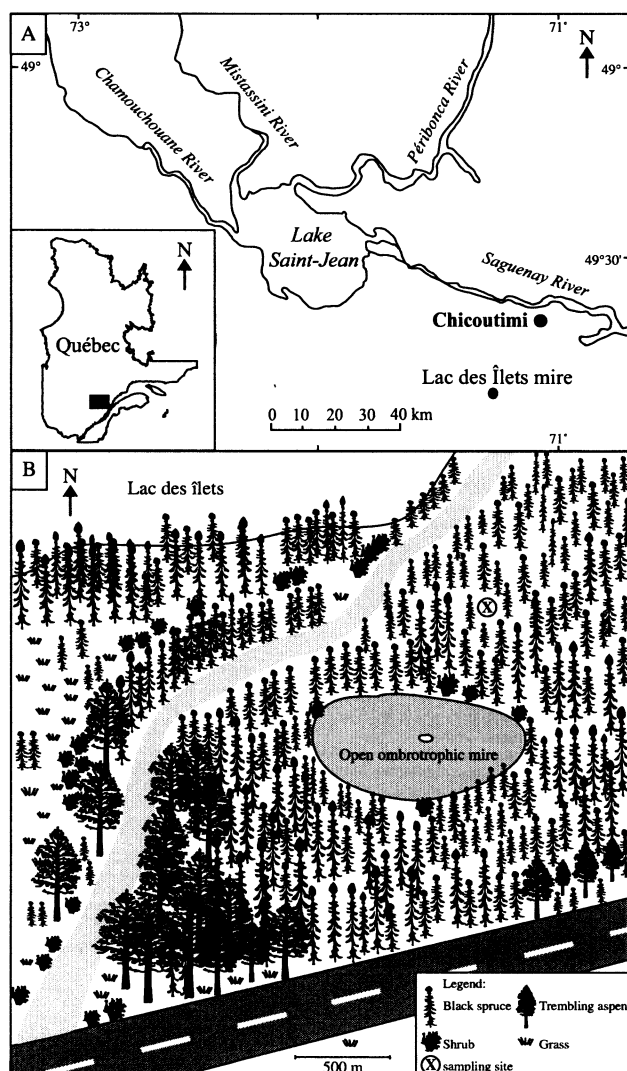 A
73°
71°
N
49°
49°
Chamouchouane River
Mistassini River
Péribonca River
Lake
Saint-Jean
Saguenay River
49°30'
N
Québec
Chicoutimi
Lac des Îlets mire
0 10 20 30 40 km
71°
B
N
Lac des îlets
X
Open ombrotrophic mire
Legend:
Black spruce
Trembling aspen
Shrub
Grass
X sampling site
500 m